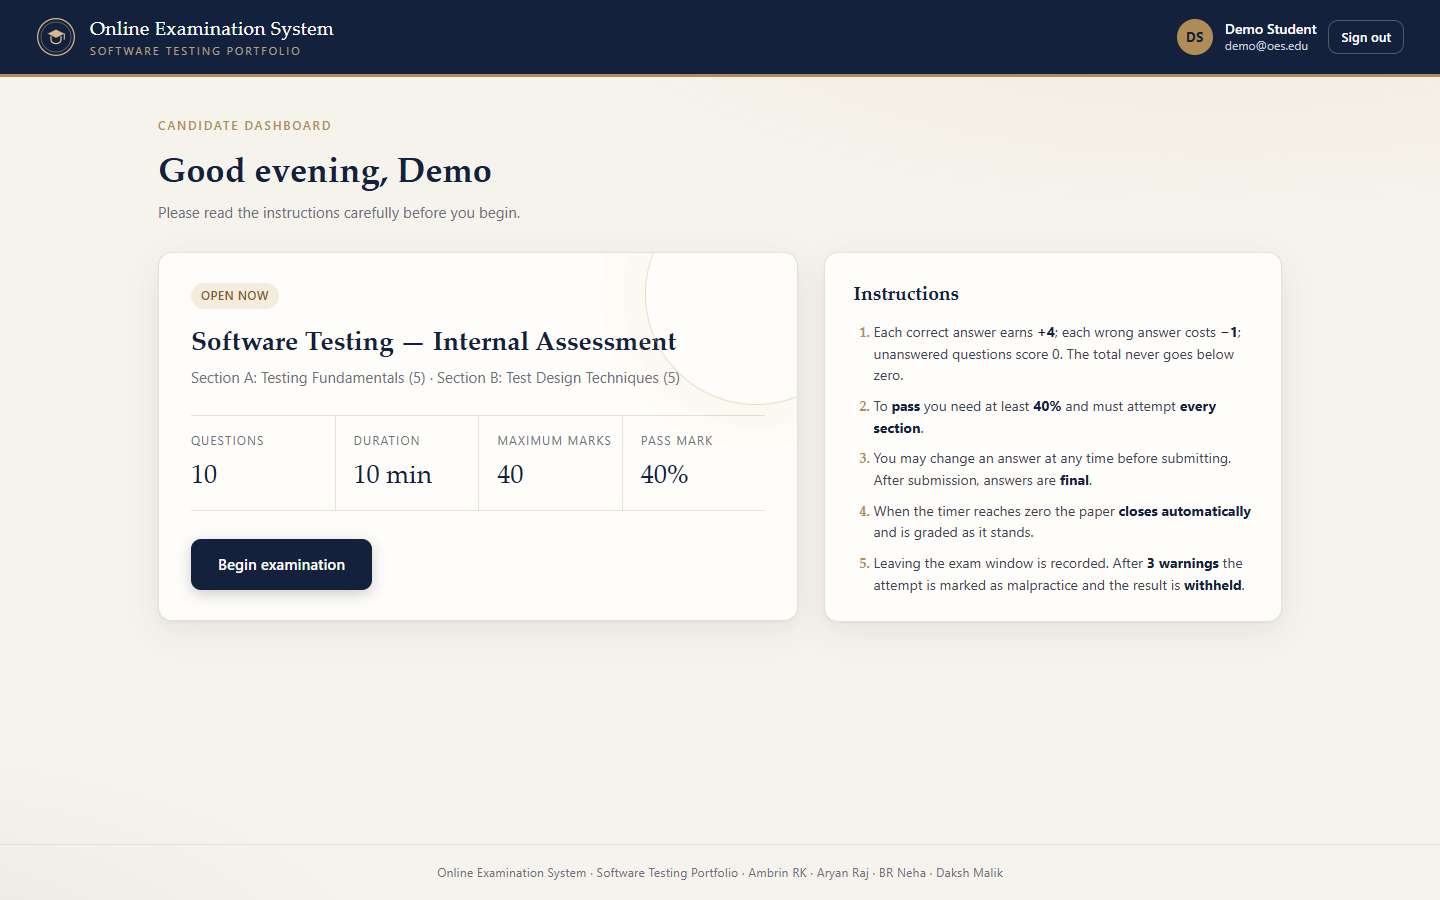 Online Examination System
SOFTWARE TESTING PORTFOLIO
DS
Demo Student
demo@oes.edu
Sign out
CANDIDATE DASHBOARD
Good evening, Demo
Please read the instructions carefully before you begin.
OPEN NOW
Software Testing — Internal Assessment
Section A: Testing Fundamentals (5) · Section B: Test Design Techniques (5)
QUESTIONS
10
DURATION
10 min
MAXIMUM MARKS
40
PASS MARK
40%
Begin examination
Instructions
1. Each correct answer earns +4; each wrong answer costs −1;
unanswered questions score 0. The total never goes below
zero.
2. To pass you need at least 40% and must attempt every
section.
3. You may change an answer at any time before submitting.
After submission, answers are final.
4. When the timer reaches zero the paper closes automatically
and is graded as it stands.
5. Leaving the exam window is recorded. After 3 warnings the
attempt is marked as malpractice and the result is withheld.
Online Examination System · Software Testing Portfolio · Ambrin RK · Aryan Raj · BR Neha · Daksh Malik